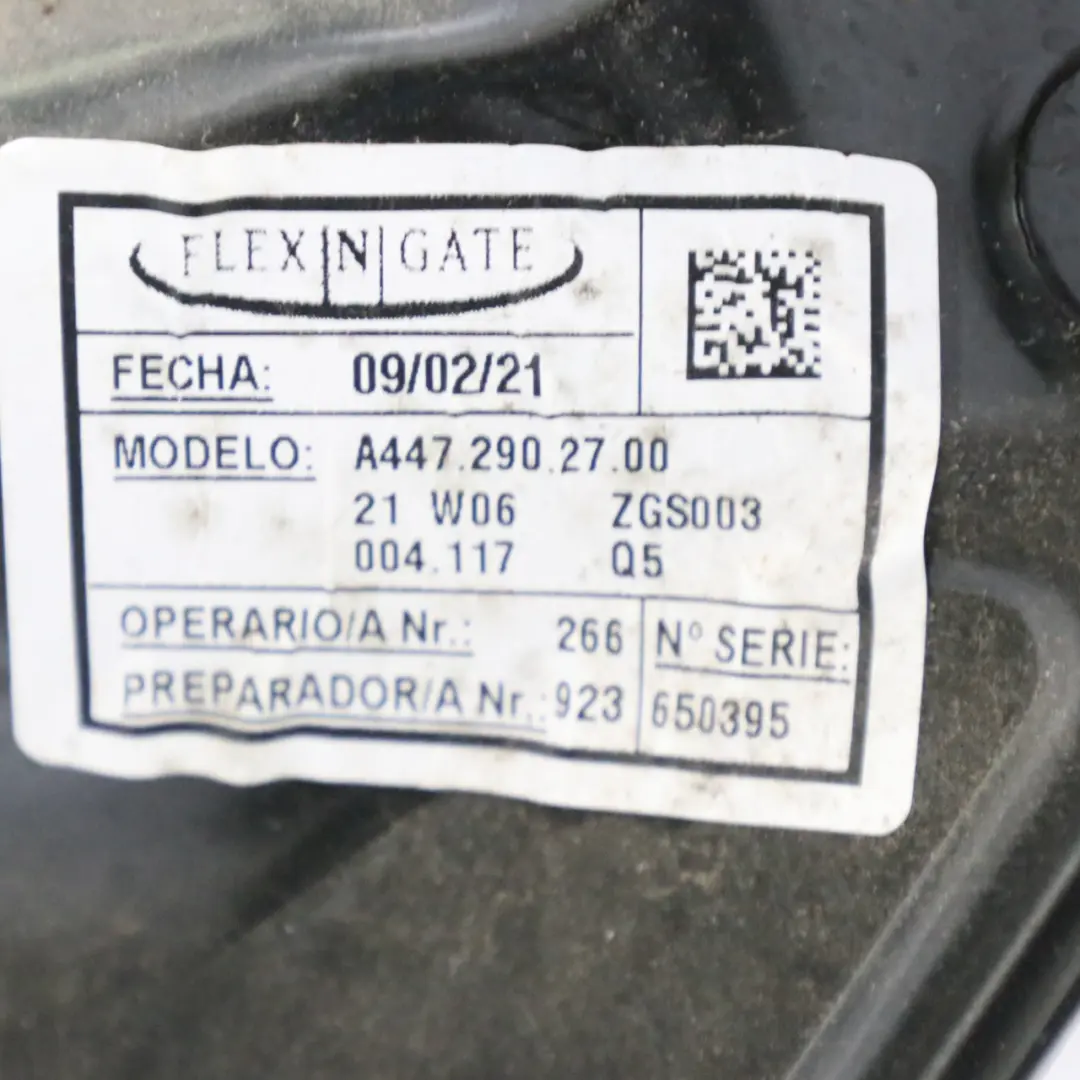 FLEX|N|GATE
FECHA: 09/02/21
MODELO: A447.290.27.00
21 W06 ZGS003
004.117 Q5
OPERARIO/A Nr.: 266
PREPARADOR/A Nr.: 923
Nº SERIE:
650395